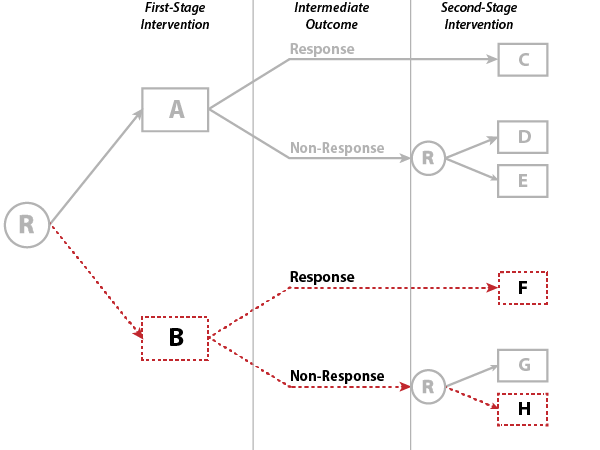 First-Stage
Intervention
Intermediate
Outcome
Second-Stage
Intervention
Response
C
A
Non-Response
R
D
E
R
Response
F
B
Non-Response
R
G
H